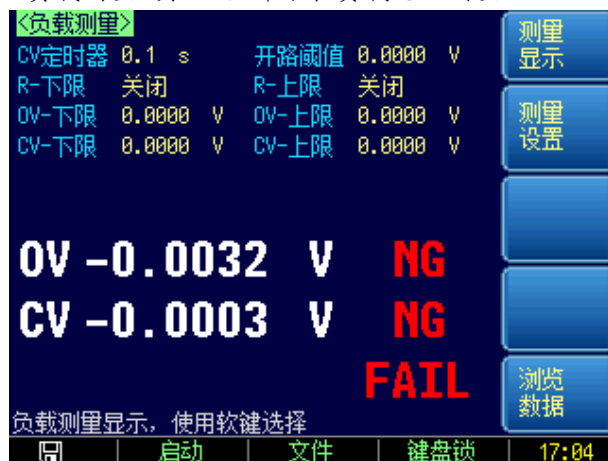 <负载测量>
CV定时器 0.1 s 开路阈值 0.0000 V
R-下限 关闭 R-上限 关闭
OV-下限 0.0000 V OV-上限 0.0000 V
CV-下限 0.0000 V CV-上限 0.0000 V
OV -0.0032 V NG
CV -0.0003 V NG
FAIL
负载测量显示，使用软键选择
测量
显示
测量
设置
浏览
数据
启动 文件 键盘锁 17:04